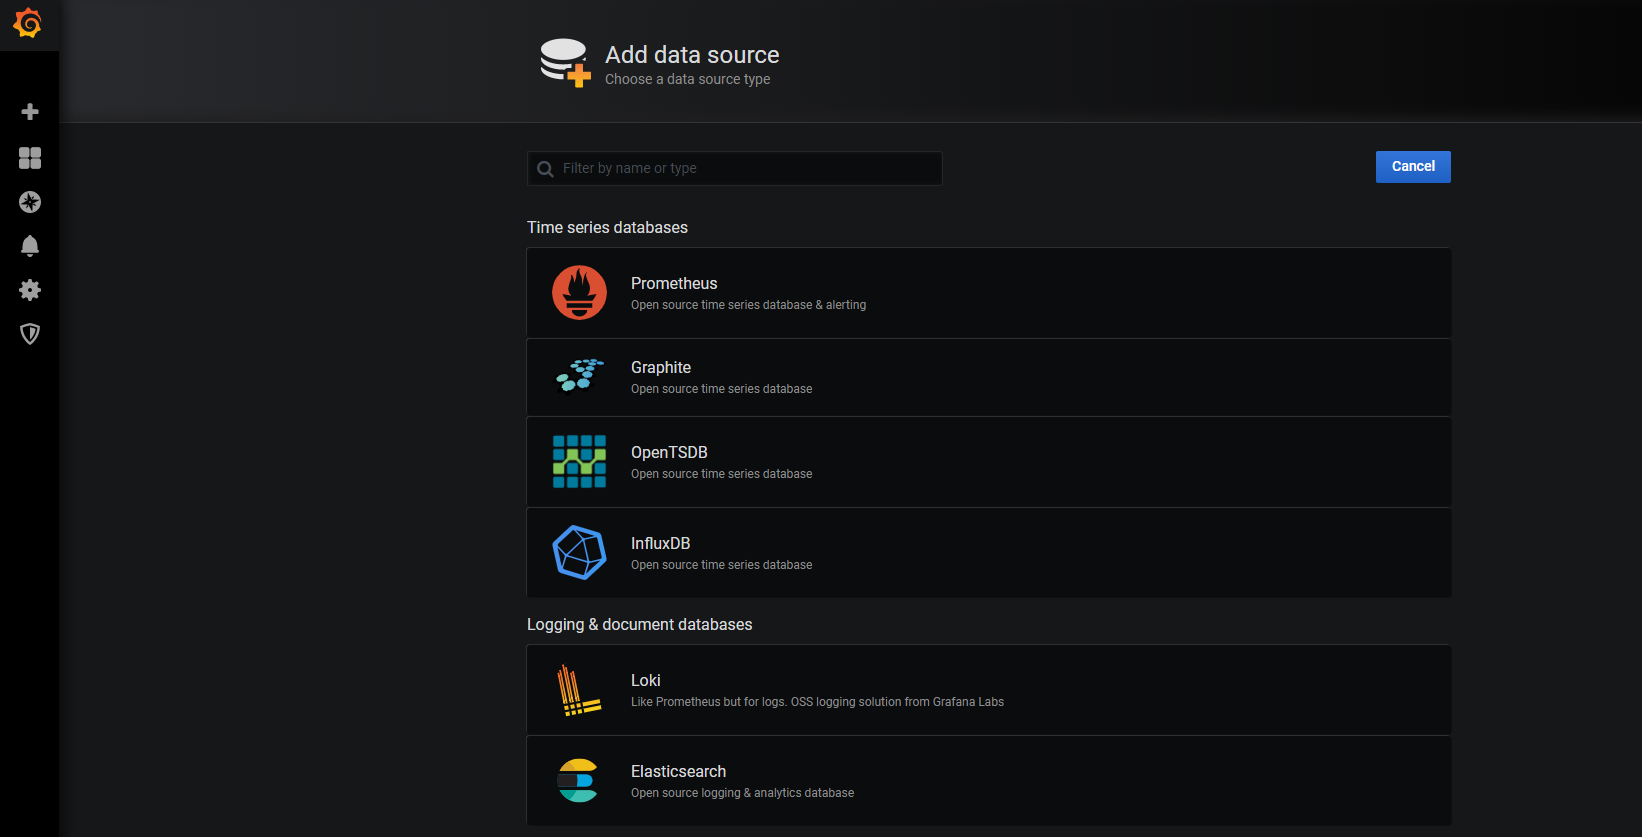 Add data source
Choose a data source type
Filter by name or type
Cancel
Time series databases
Prometheus
Open source time series database & alerting
Graphite
Open source time series database
OpenTSDB
Open source time series database
InfluxDB
Open source time series database
Logging & document databases
Loki
Like Prometheus but for logs. OSS logging solution from Grafana Labs
Elasticsearch
Open source logging & analytics database